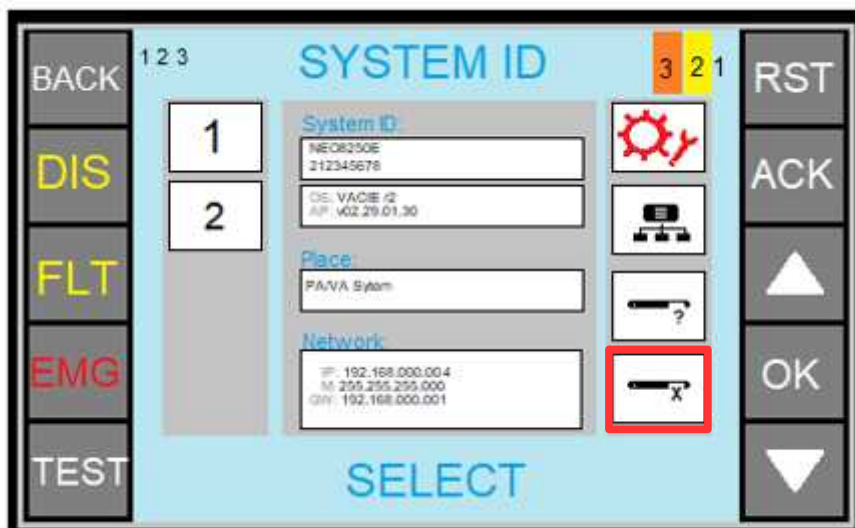 BACK
DIS
FLT
EMG
TEST
1 2 3
SYSTEM ID
3 2 1
1
2
System ID:
NEO8250E
212345678
OS: VACIE r2
AP: v02.29.01.30
Place:
PA/VA Sytem
Network:
IP: 192.168.000.004
M: 255.255.255.000
GW: 192.168.000.001
?
X
SELECT
RST
ACK
OK